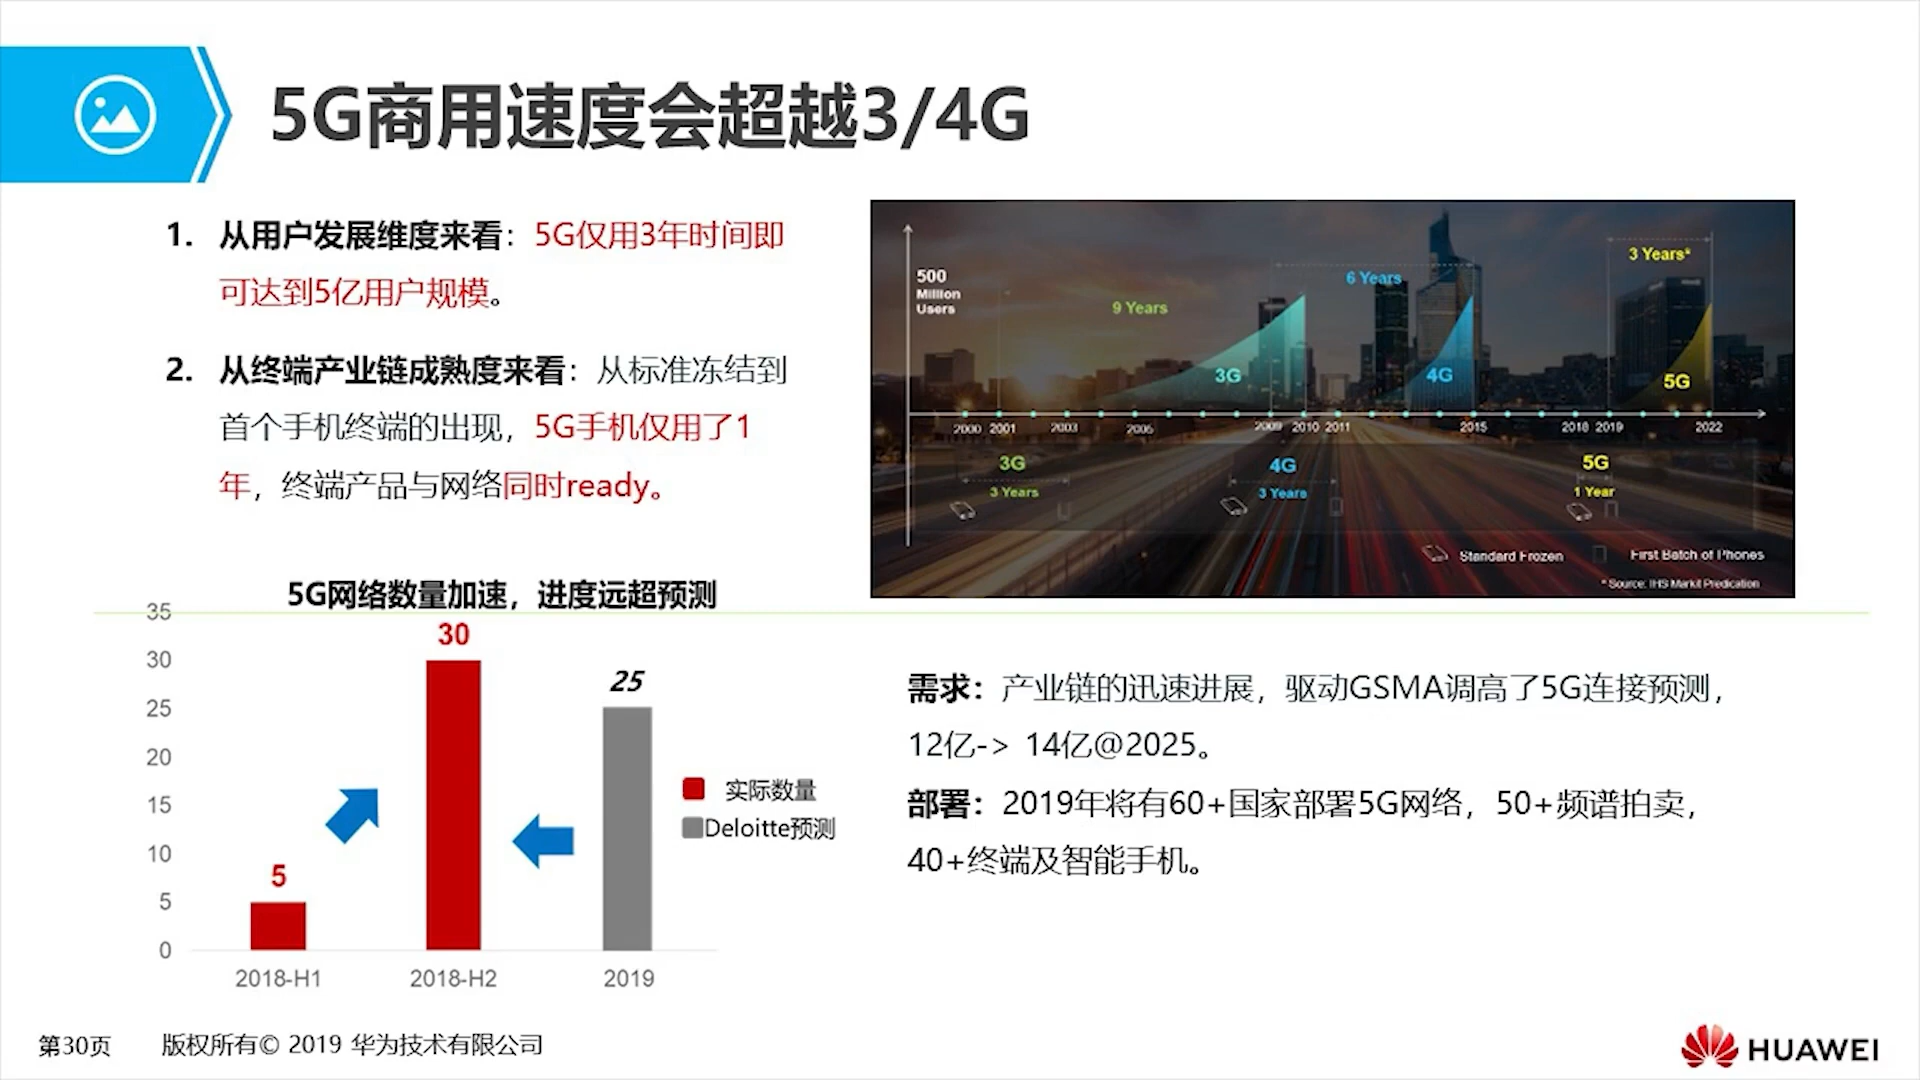 5G商用速度会超越3/4G
1. 从用户发展维度来看：5G仅用3年时间即
可达到5亿用户规模。
2. 从终端产业链成熟度来看：从标准冻结到
首个手机终端的出现，5G手机仅用了1
年，终端产品与网络同时ready。
500
Million
Users
9 Years
6 Years
3 Years*
3G
4G
5G
2000 2001 2003 2006 2009 2010 2011 2015 2018 2019 2022
3G
3 Years
4G
3 Years
5G
1 Year
Standard Frozen
First Batch of Phones
* Source: IHS Markit Predication
5G网络数量加速，进度远超预测
35
30
25
20
15
10
5
0
5
30
25
2018-H1
2018-H2
2019
实际数量
Deloitte预测
需求：产业链的迅速进展，驱动GSMA调高了5G连接预测，
12亿-> 14亿@2025。
部署：2019年将有60+国家部署5G网络，50+频谱拍卖，
40+终端及智能手机。
第30页
版权所有© 2019 华为技术有限公司
HUAWEI